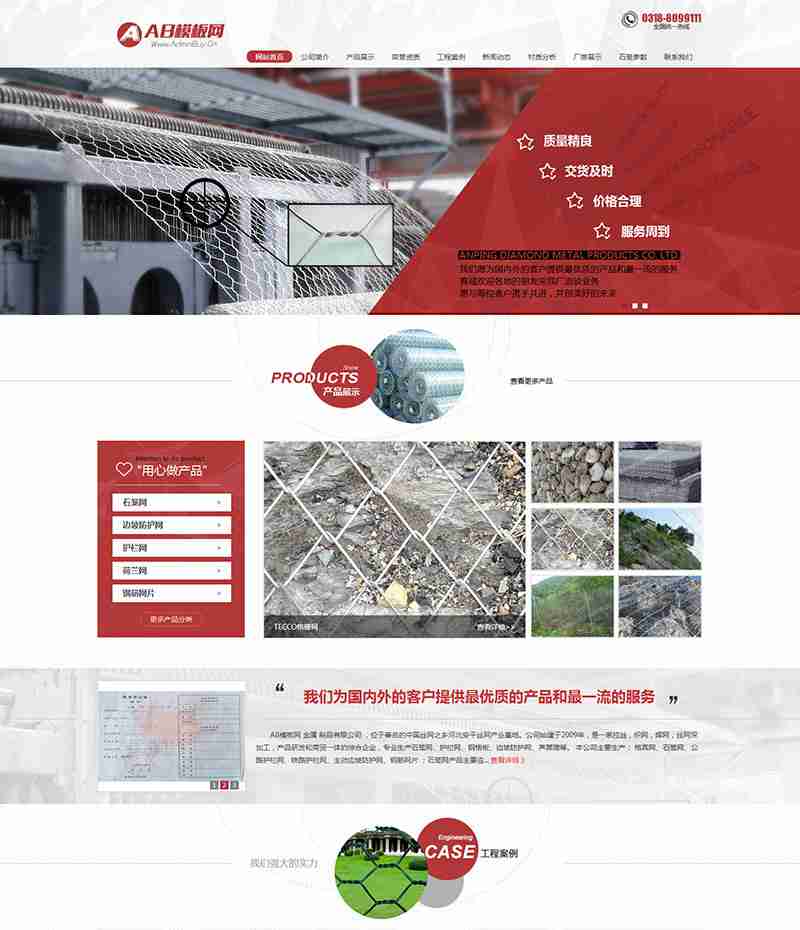 AB模板网
Www.AdminBuy.Cn
0318-8099111
全国统一热线
网站首页 公司简介 产品展示 荣誉资质 工程案例 新闻动态 材质分析 厂家展示 石笼参数 联系我们
质量精良
交货及时
价格合理
服务周到
ANPING DIAMOND METAL PRODUCTS CO. LTD
我们愿为国内外的客户提供最优质的产品和最一流的服务
真诚欢迎各地的朋友来我厂洽谈业务
愿与每位客户携手共进,并创美好的未来
Show
PRODUCTS
产品展示
查看更多产品
"用心做产品"
石笼网
边坡防护网
护栏网
荷兰网
钢筋网片
更多产品分类
TECCO格栅网
查看详细>>
“ 我们为国内外的客户提供最优质的产品和最一流的服务 ”
AB模板网 金属 制品有限公司,位于著名的中国丝网之乡河北安平丝网产业基地。公司始建于2009年,是一家拉丝,织网,焊网,丝网深
加工,产品研发和商贸一体的综合企业,专业生产石笼网、护栏网、钢格板、边坡防护网、声屏障等。 本公司主要生产: 格宾网、石笼网、公
路护栏网、铁路护栏网、主动边坡防护网、钢筋网片 ;石笼网产品主要运... 查看详细 》
1 2 3
Engineering
CASE
工程案例
我们强大的实力